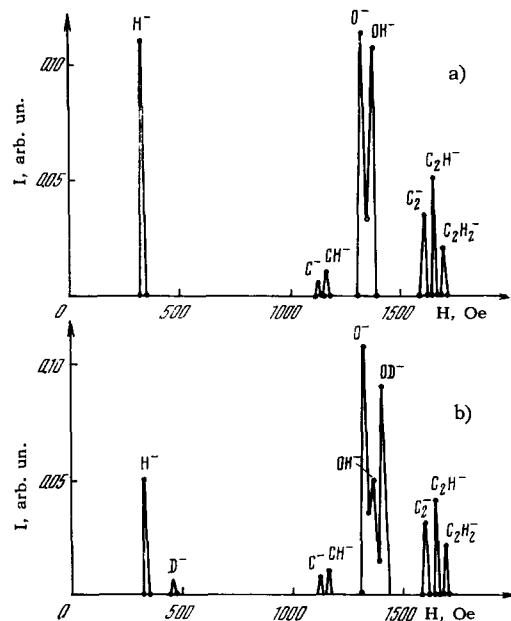 H⁻
O⁻
OH⁻
a)
0,10
I, arb. un.
0,05
C⁻
CH⁻
C₂⁻
C₂H⁻
C₂H₂⁻
0
500
1000
1500
H, Oe
O⁻
OD⁻
b)
0,10
I, arb. un.
OH⁻
H⁻
0,05
D⁻
C⁻
CH⁻
C₂⁻
C₂H⁻
C₂H₂⁻
0
500
1000
1500
H, Oe